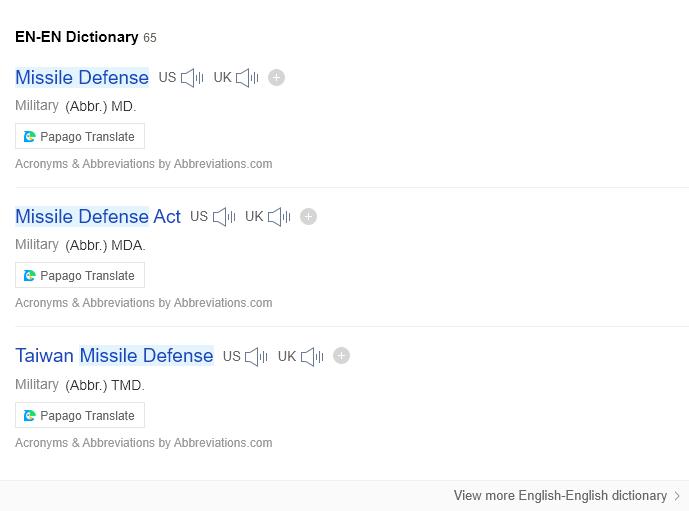 EN-EN Dictionary 65
Missile Defense US UK
Military (Abbr.) MD.
Papago Translate
Acronyms & Abbreviations by Abbreviations.com
Missile Defense Act US UK
Military (Abbr.) MDA.
Papago Translate
Acronyms & Abbreviations by Abbreviations.com
Taiwan Missile Defense US UK
Military (Abbr.) TMD.
Papago Translate
Acronyms & Abbreviations by Abbreviations.com
View more English-English dictionary